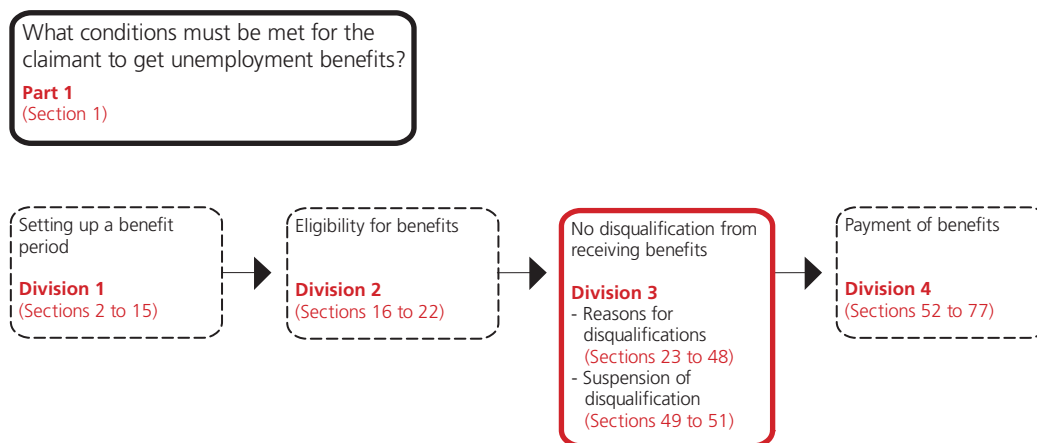 What conditions must be met for the
claimant to get unemployment benefits?
Part 1
(Section 1)
Setting up a benefit
period
Division 1
(Sections 2 to 15)
Eligibility for benefits
Division 2
(Sections 16 to 22)
No disqualification from
receiving benefits
Division 3
- Reasons for
disqualifications
(Sections 23 to 48)
- Suspension of
disqualification
(Sections 49 to 51)
Payment of benefits
Division 4
(Sections 52 to 77)